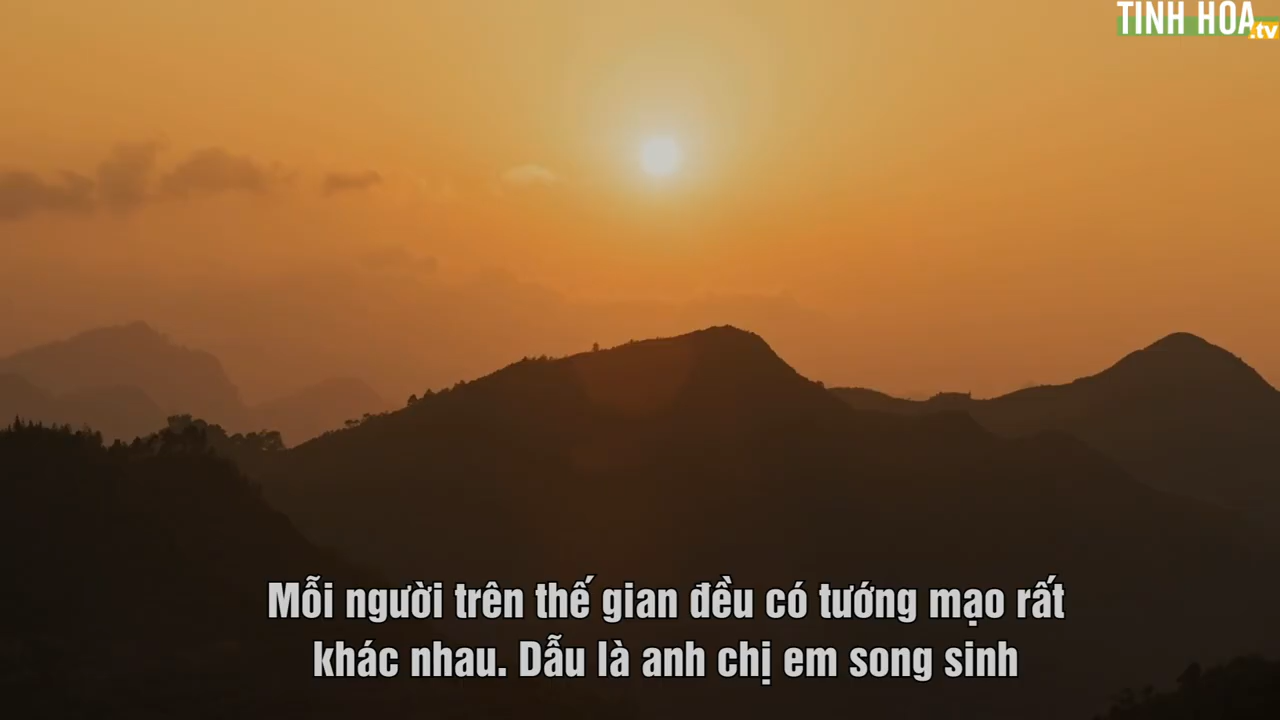 TINH HOA
.tv
Mỗi người trên thế gian đều có tướng mạo rất
khác nhau. Dẫu là anh chị em song sinh